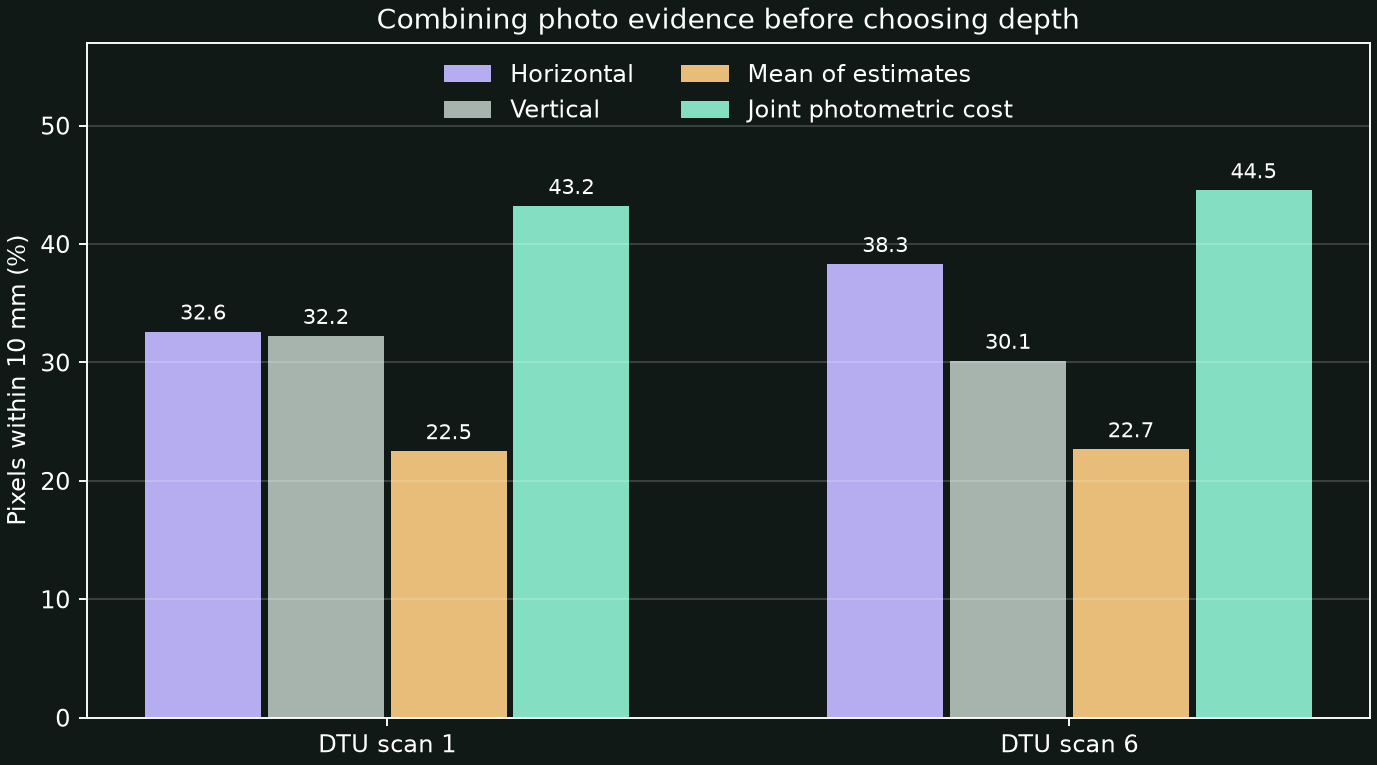 Combining photo evidence before choosing depth
Horizontal
Vertical
Mean of estimates
Joint photometric cost
Pixels within 10 mm (%)
50
40
30
20
10
0
32.6
32.2
22.5
43.2
38.3
30.1
22.7
44.5
DTU scan 1
DTU scan 6